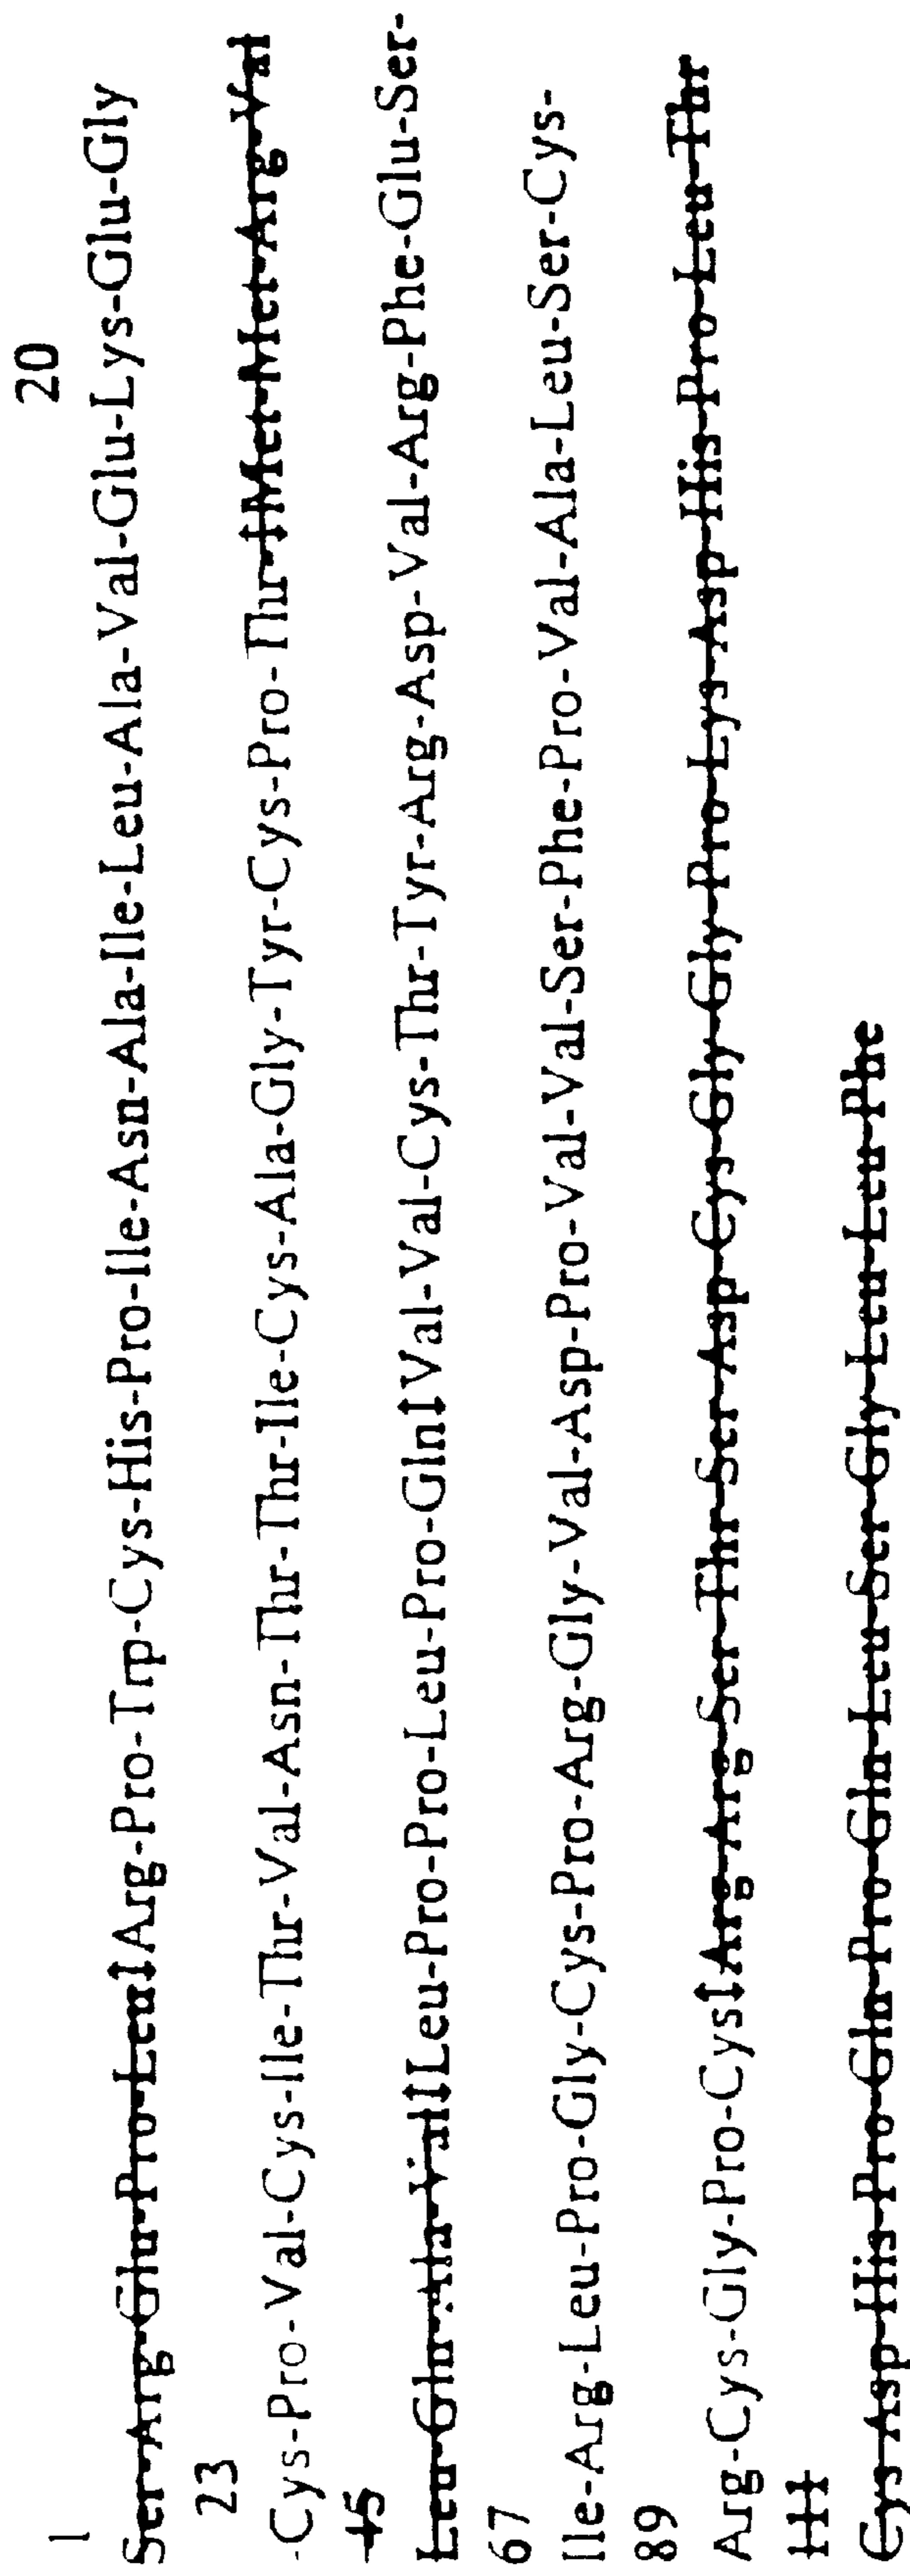 1 20
Ser-Arg-Glu-Pro-Leu↕Arg-Pro-Trp-Cys-His-Pro-Ile-Asn-Ala-Ile-Leu-Ala-Val-Glu-Lys-Glu-Gly
23
-Cys-Pro-Val-Cys-Ile-Thr-Val-Asn-Thr-Thr-Ile-Cys-Ala-Gly-Tyr-Cys-Pro-Thr-↕Met-Met-Arg-Val
45
Leu-Gln-Ala-Val↕Leu-Pro-Pro-Leu-Pro-Gln↕Val-Val-Cys-Thr-Tyr-Arg-Asp-Val-Arg-Phe-Glu-Ser-
67
Ile-Arg-Leu-Pro-Gly-Cys-Pro-Arg-Gly-Val-Asp-Pro-Val-Val-Ser-Phe-Pro-Val-Ala-Leu-Ser-Cys-
89
Arg-Cys-Gly-Pro-Cys↕Arg-Arg-Ser-Thr-Ser-Asp-Cys-Gly-Gly-Pro-Lys-Asp-His-Pro-Leu-Thr
111
Cys-Asp-His-Pro-Gln-Pro-Gln-Leu-Ser-Gly-Leu-Leu-Phe